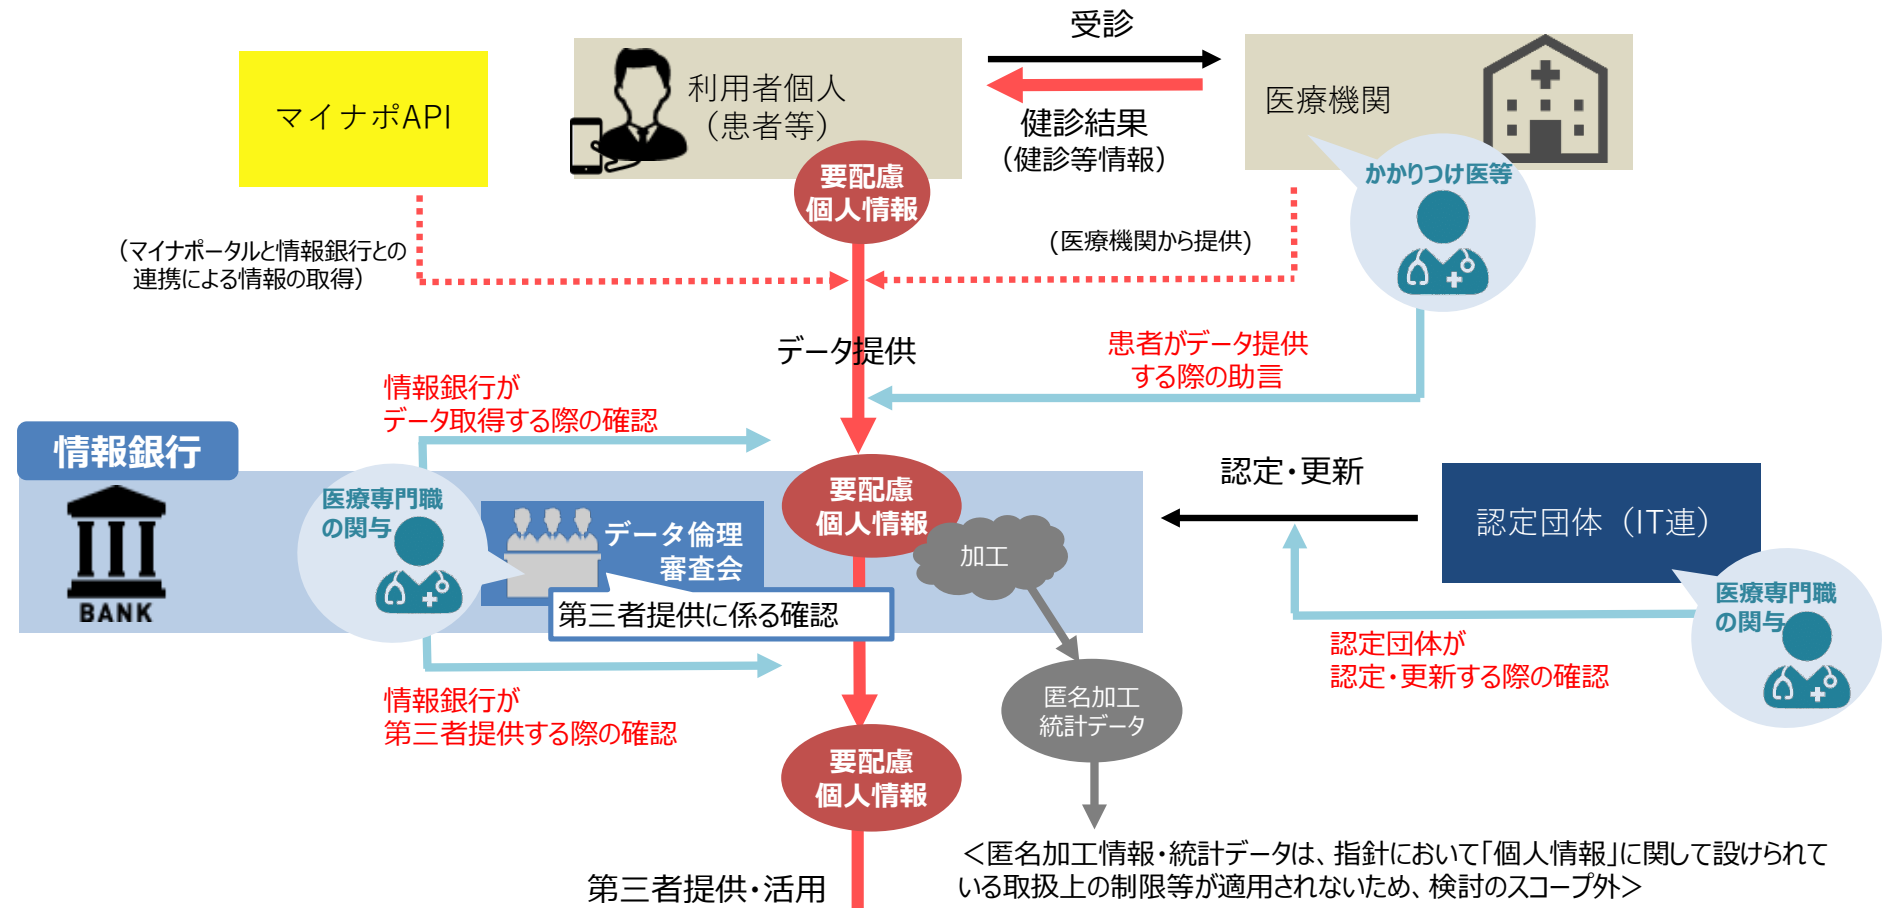 受診
マイナポAPI
利用者個人
（患者等）
医療機関
健診結果
（健診等情報）
かかりつけ医等
要配慮
個人情報
（マイナポータルと情報銀行との
連携による情報の取得）
(医療機関から提供)
データ提供
患者がデータ提供
する際の助言
情報銀行が
データ取得する際の確認
情報銀行
BANK
医療専門職
の関与
データ倫理
審査会
第三者提供に係る確認
要配慮
個人情報
加工
認定・更新
認定団体（IT連）
医療専門職
の関与
認定団体が
認定・更新する際の確認
情報銀行が
第三者提供する際の確認
匿名加工
統計データ
要配慮
個人情報
＜匿名加工情報・統計データは、指針において「個人情報」に関して設けられて
いる取扱上の制限等が適用されないため、検討のスコープ外＞
第三者提供・活用